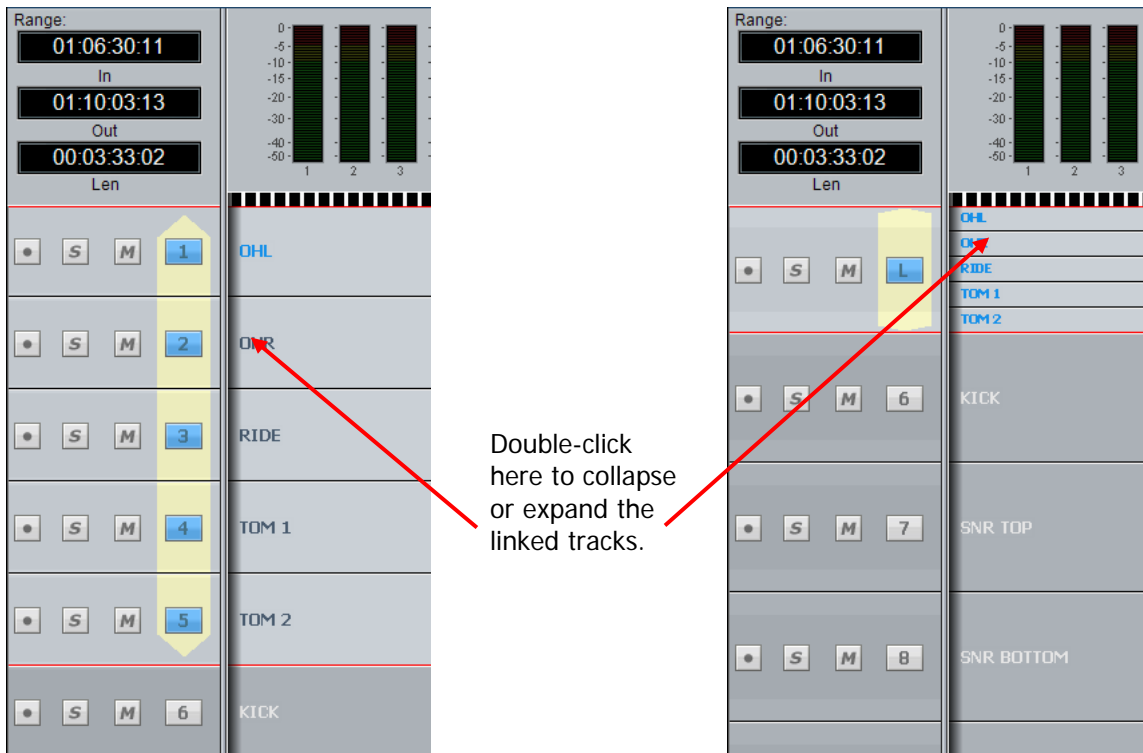 Range:
01:06:30:11
In
01:10:03:13
Out
00:03:33:02
Len
0
-5
-10
-15
-20
-30
-40
-50
1 2 3
S M 1 OHL
S M 2 OHR
S M 3 RIDE
S M 4 TOM 1
S M 5 TOM 2
S M 6 KICK
Double-click
here to collapse
or expand the
linked tracks.
Range:
01:06:30:11
In
01:10:03:13
Out
00:03:33:02
Len
0
-5
-10
-15
-20
-30
-40
-50
1 2 3
S M L
OHL
OHR
RIDE
TOM 1
TOM 2
S M 6 KICK
S M 7 SNR TOP
S M 8 SNR BOTTOM